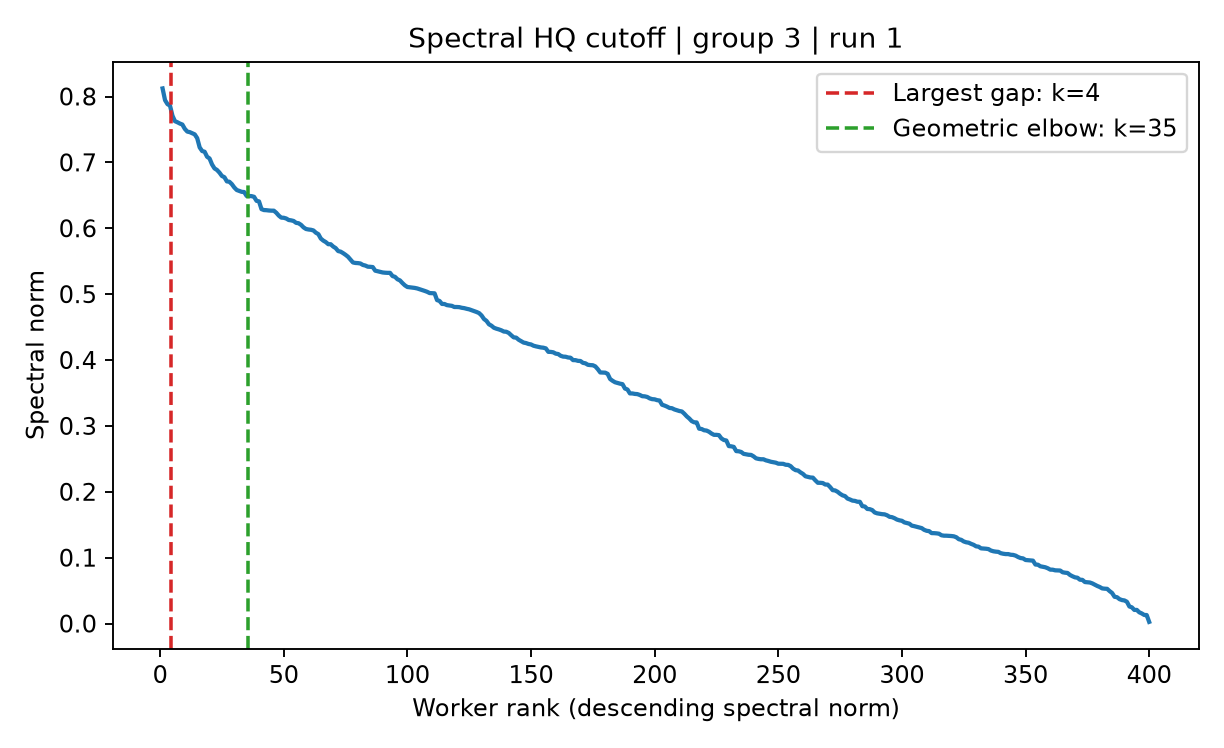 Spectral HQ cutoff | group 3 | run 1
Largest gap: k=4
Geometric elbow: k=35
Spectral norm
0.8
0.7
0.6
0.5
0.4
0.3
0.2
0.1
0.0
0 50 100 150 200 250 300 350 400
Worker rank (descending spectral norm)